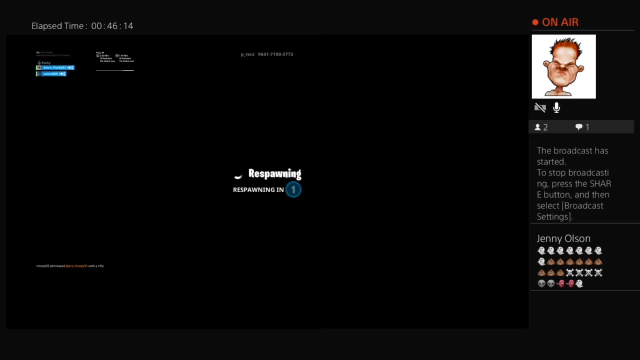 Elapsed Time: 00:46:14
ON AIR
2
1
The broadcast has
started.
To stop broadcasti
ng, press the SHAR
E button, and then
select [Broadcast
Settings].
Jenny Olson
Respawning
RESPAWNING IN 1